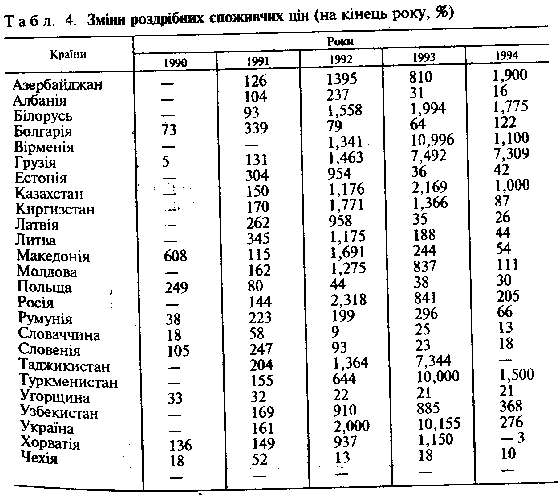 Табл. 4. Зміни роздрібних споживчих цін (на кінець року, %)
Країни Роки
1990 1991 1992 1993 1994
Азербайджан — 126 1395 810 1,900
Албанія — 104 237 31 16
Білорусь — 93 1,558 1,994 1,775
Болгарія 73 339 79 64 122
Вірменія — — 1,341 10,996 1,100
Грузія 5 131 1,463 7,492 7,309
Естонія — 304 954 36 42
Казахстан — 150 1,176 2,169 1,000
Киргизстан — 170 1,771 1,366 87
Латвія — 262 958 35 26
Литва — 345 1,175 188 44
Македонія 608 115 1,691 244 54
Молдова — 162 1,275 837 111
Польща 249 80 44 38 30
Росія — 144 2,318 841 205
Румунія 38 223 199 296 66
Словаччина 18 58 9 25 13
Словенія 105 247 93 23 18
Таджикистан — 204 1,364 7,344 —
Туркменистан — 155 644 10,000 1,500
Угорщина 33 32 22 21 21
Узбекистан — 169 910 885 368
Україна — 161 2,000 10,155 276
Хорватія 136 149 937 1,150 —3
Чехія 18 52 13 18 10
— — — — —